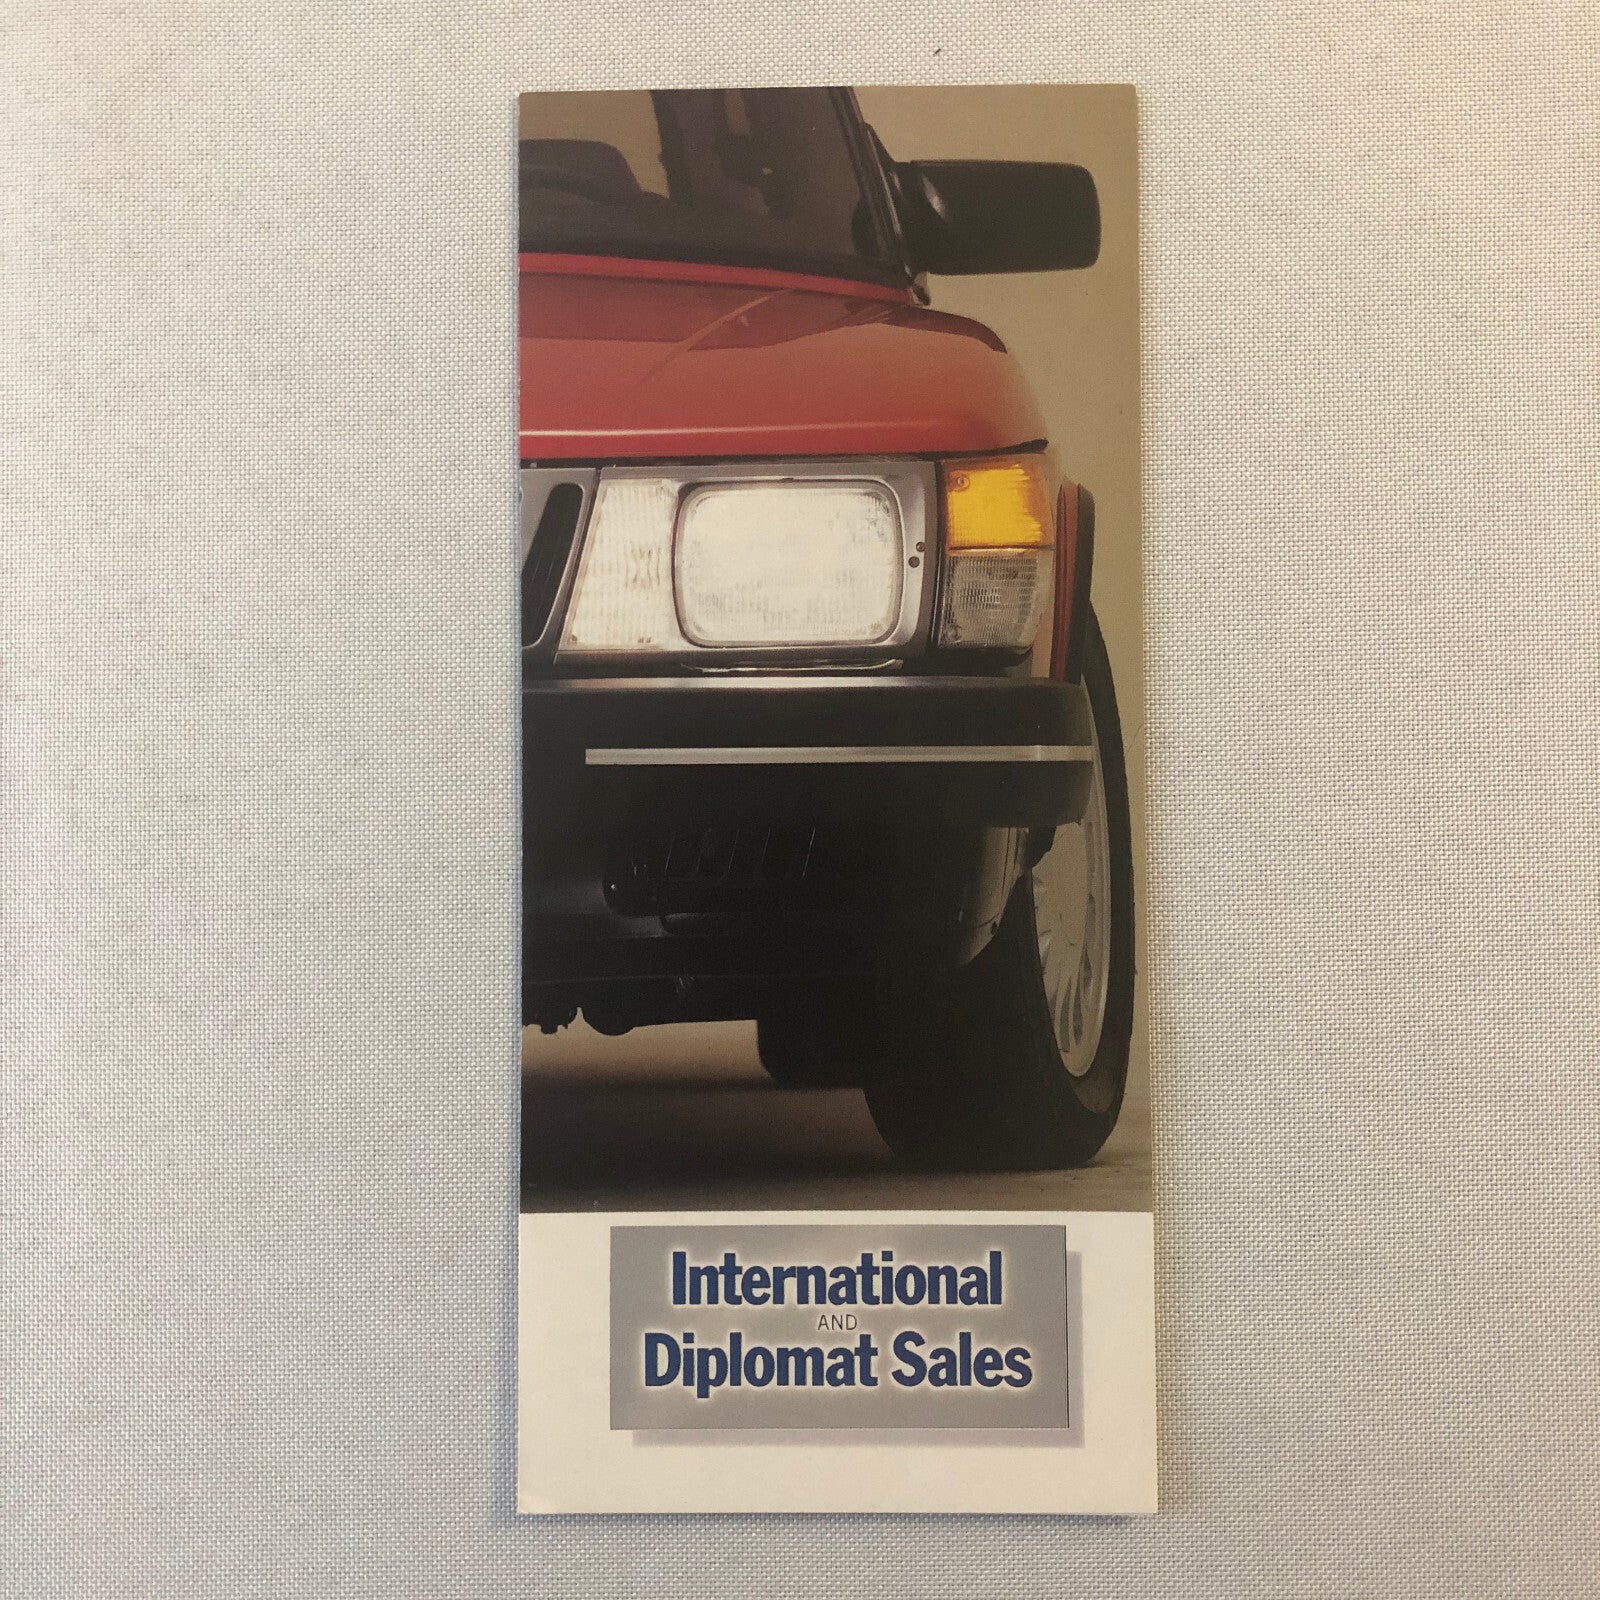 International
AND
Diplomat Sales